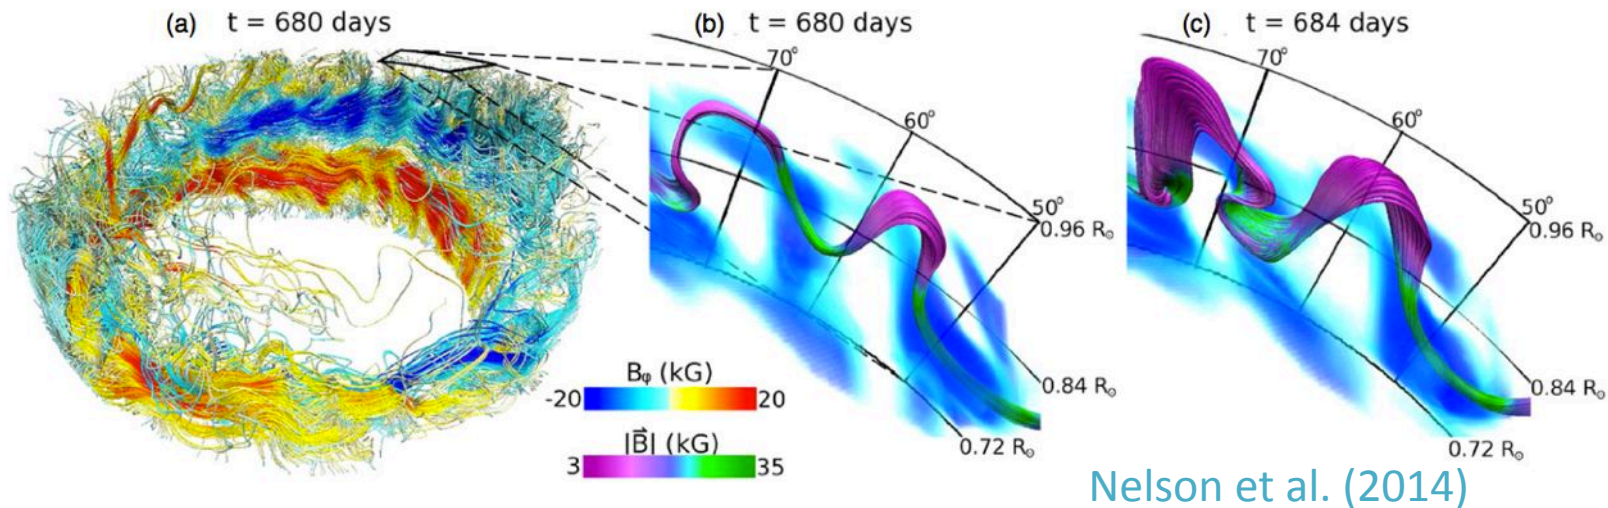 (a) t = 680 days
(b) t = 680 days
(c) t = 684 days
70°
60°
50°
0.96 R☉
0.84 R☉
0.72 R☉
70°
60°
50°
0.96 R☉
0.84 R☉
0.72 R☉
Bφ (kG)
-20 20
|B⃗| (kG)
3 35
Nelson et al. (2014)